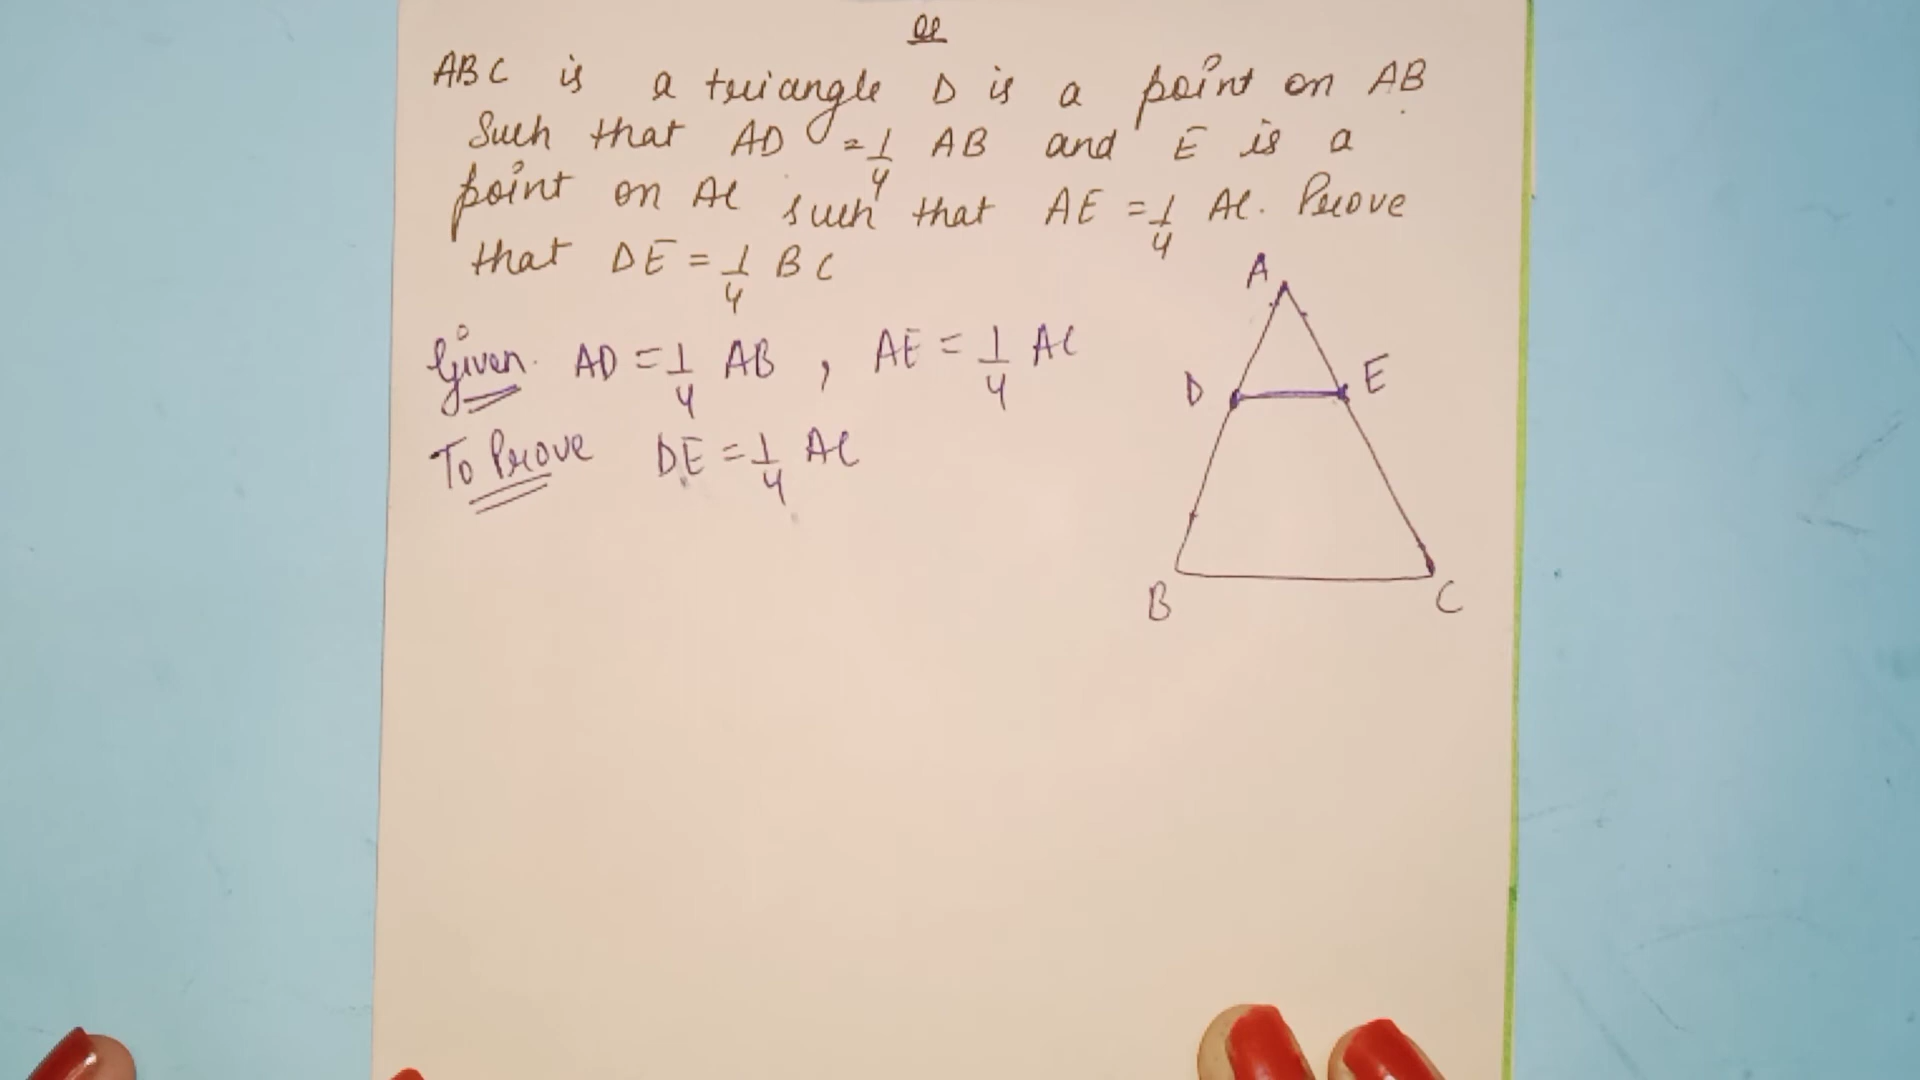 Q
ABC is a triangle D is a point on AB
Such that AD = 1/4 AB and E is a
point on AC such that AE = 1/4 AC. Prove
that DE = 1/4 BC
Given. AD = 1/4 AB , AE = 1/4 AC
To Prove DE = 1/4 AC
A
D E
B C